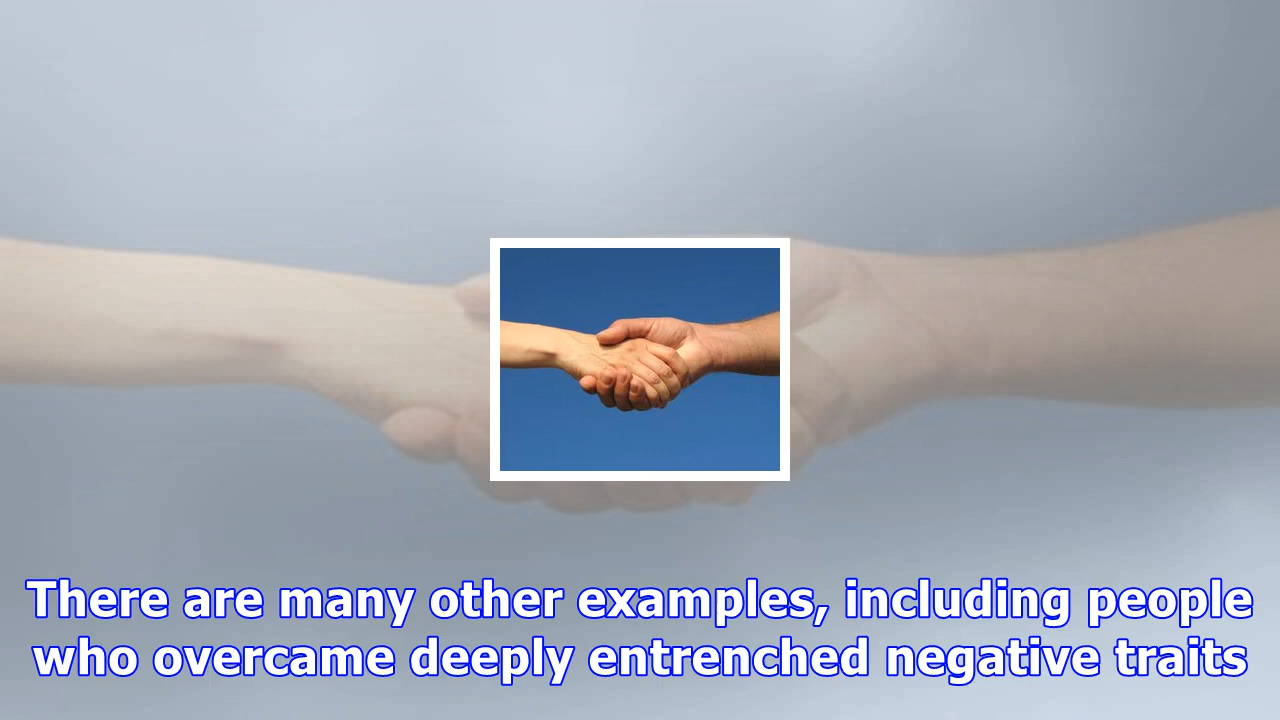 There are many other examples, including people
who overcame deeply entrenched negative traits